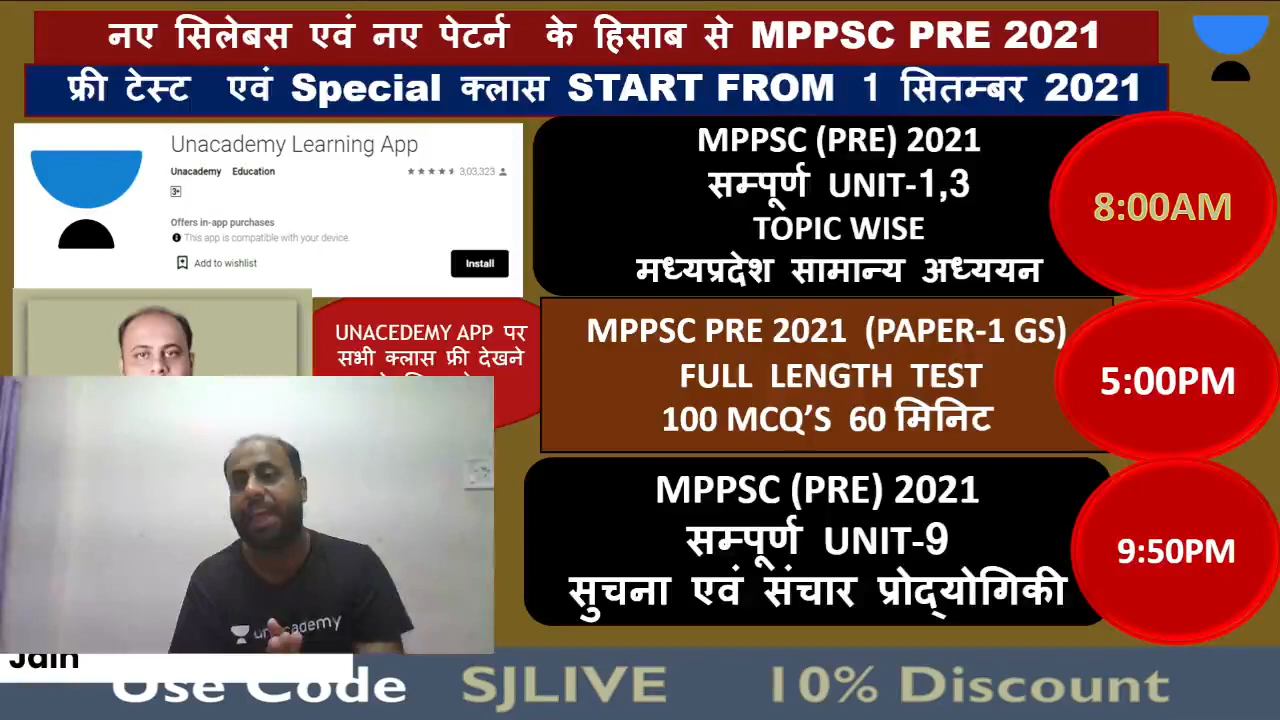 नए सिलेबस एवं नए पेटर्न के हिसाब से MPPSC PRE 2021
फ्री टेस्ट एवं Special क्लास START FROM 1 सितम्बर 2021
Unacademy Learning App
Unacademy Education
3,03,323
3+
Offers in-app purchases
This app is compatible with your device.
Add to wishlist
Install
MPPSC (PRE) 2021
सम्पूर्ण UNIT-1,3
TOPIC WISE
मध्यप्रदेश सामान्य अध्ययन
8:00AM
UNACEDEMY APP पर
सभी क्लास फ्री देखने
MPPSC PRE 2021 (PAPER-1 GS)
FULL LENGTH TEST
100 MCQ’S 60 मिनिट
5:00PM
MPPSC (PRE) 2021
सम्पूर्ण UNIT-9
सुचना एवं संचार प्रोद्योगिकी
9:50PM
unacademy
Jain
Use Code SJLIVE 10% Discount